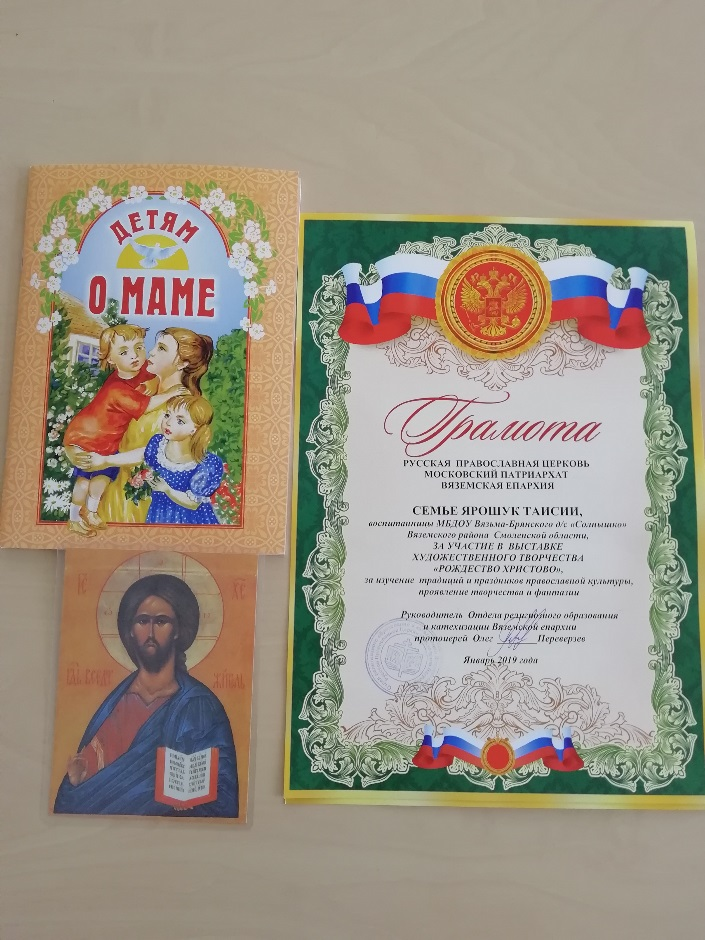 ДЕТЯМ
О МАМЕ
Грамота
РУССКАЯ ПРАВОСЛАВНАЯ ЦЕРКОВЬ
МОСКОВСКИЙ ПАТРИАРХАТ
ВЯЗЕМСКАЯ ЕПАРХИЯ
СЕМЬЕ ЯРОШУК ТАИСИИ,
воспитанницы МБДОУ Вязьма-Брянского д/с «Солнышко»
Вяземского района Смоленской области,
ЗА УЧАСТИЕ В ВЫСТАВКЕ
ХУДОЖЕСТВЕННОГО ТВОРЧЕСТВА
«РОЖДЕСТВО ХРИСТОВО»,
за изучение традиций и праздников православной культуры,
проявление творчества и фантазии
Руководитель Отдела религиозного образования
и катехизации Вяземской епархии
протоиерей Олег Переверзев
Январь 2019 года